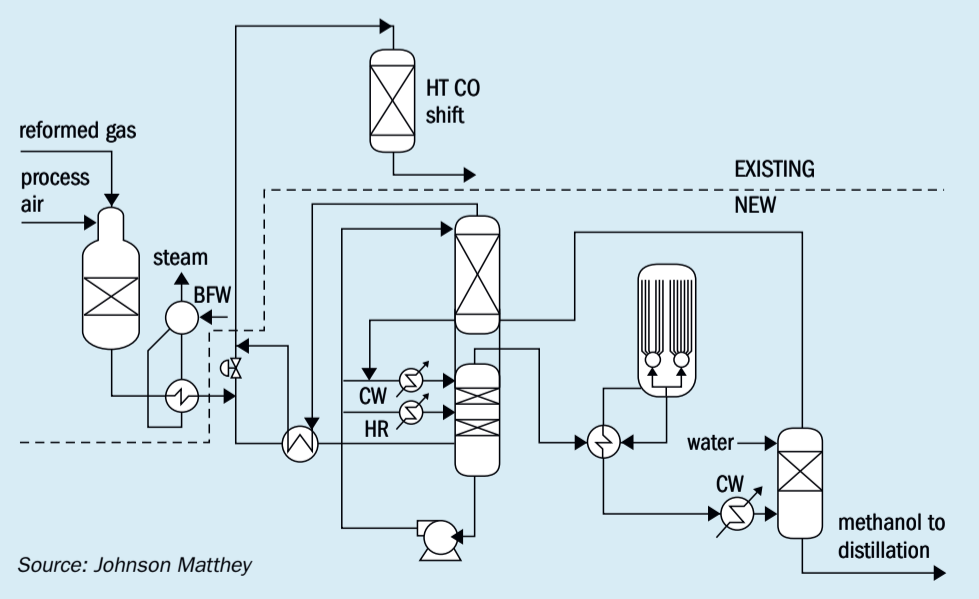 HT CO
shift
reformed gas
process
air
EXISTING
NEW
steam
BFW
CW
HR
water
CW
methanol to
distillation
Source: Johnson Matthey